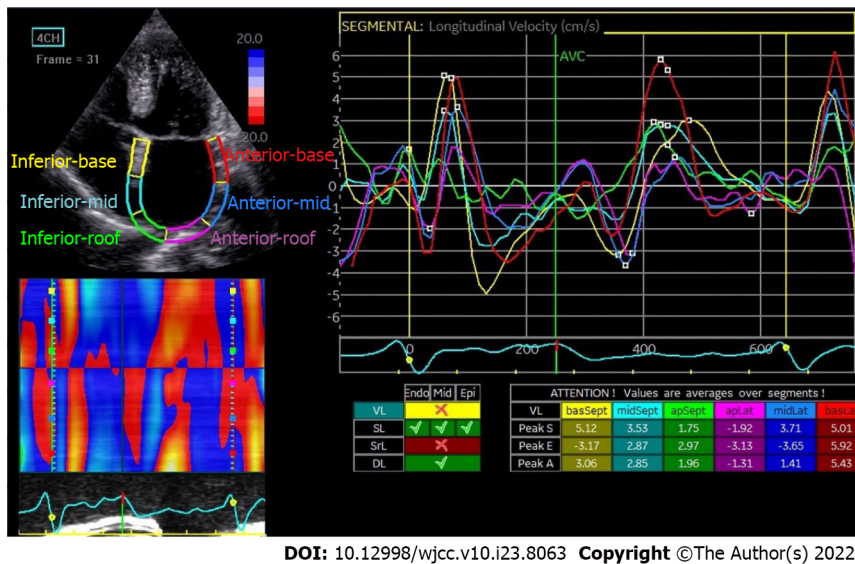 4CH
Frame = 31
20.0
20.0
Inferior-base
Anterior-base
Inferior-mid
Anterior-mid
Inferior-roof
Anterior-roof
SEGMENTAL: Longitudinal Velocity (cm/s)
AVC
6
5
4
3
2
1
0
-1
-2
-3
-4
-5
-6
0 200 400 600
Endo Mid Epi
VL
SL
SrL
DL
ATTENTION! Values are averages over segments!
VL basSept midSept apSept apLat midLat basLa
Peak S 5.12 3.53 1.75 -1.92 3.71 5.01
Peak E -3.17 2.87 2.97 -3.13 -3.65 5.92
Peak A 3.06 2.85 1.96 -1.31 1.41 5.43
DOI: 10.12998/wjcc.v10.i23.8063 Copyright ©The Author(s) 2022